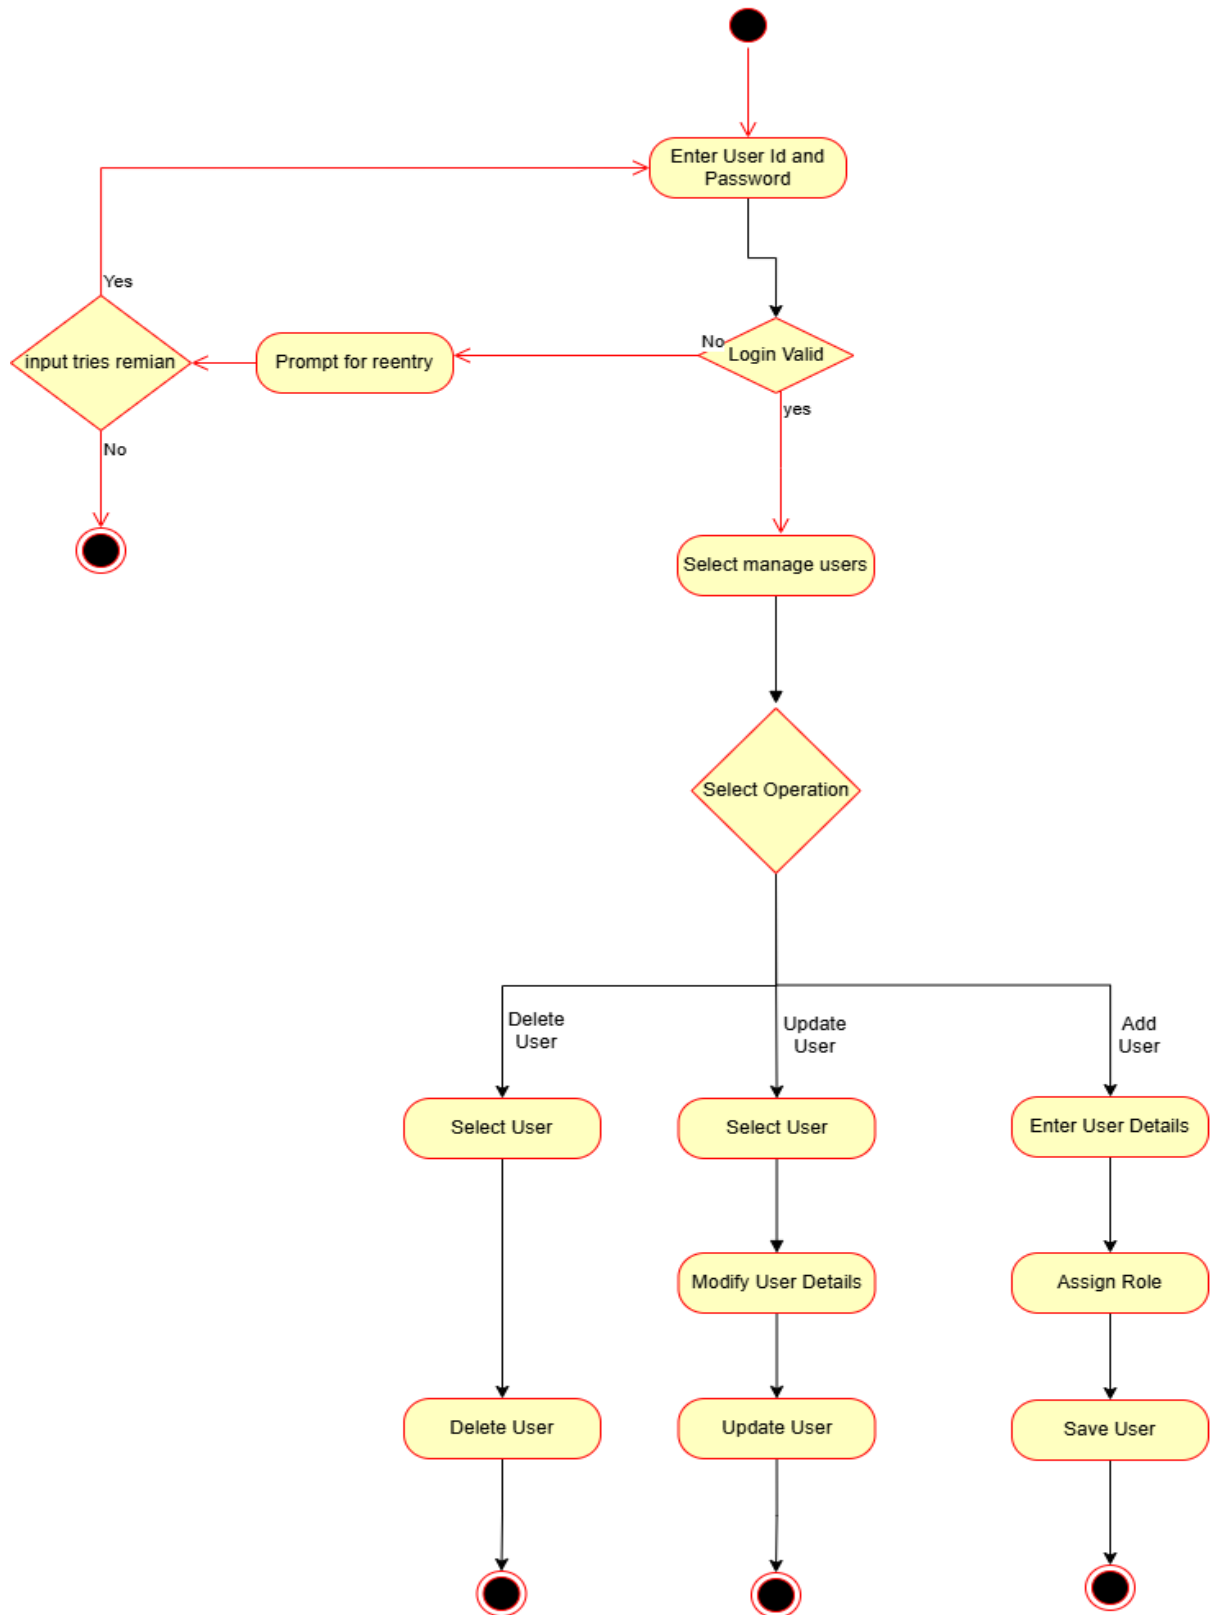 Enter User Id and
Password
Yes
No
Login Valid
input tries remian
Prompt for reentry
yes
No
Select manage users
Select Operation
Delete
User
Update
User
Add
User
Select User
Select User
Enter User Details
Modify User Details
Assign Role
Delete User
Update User
Save User